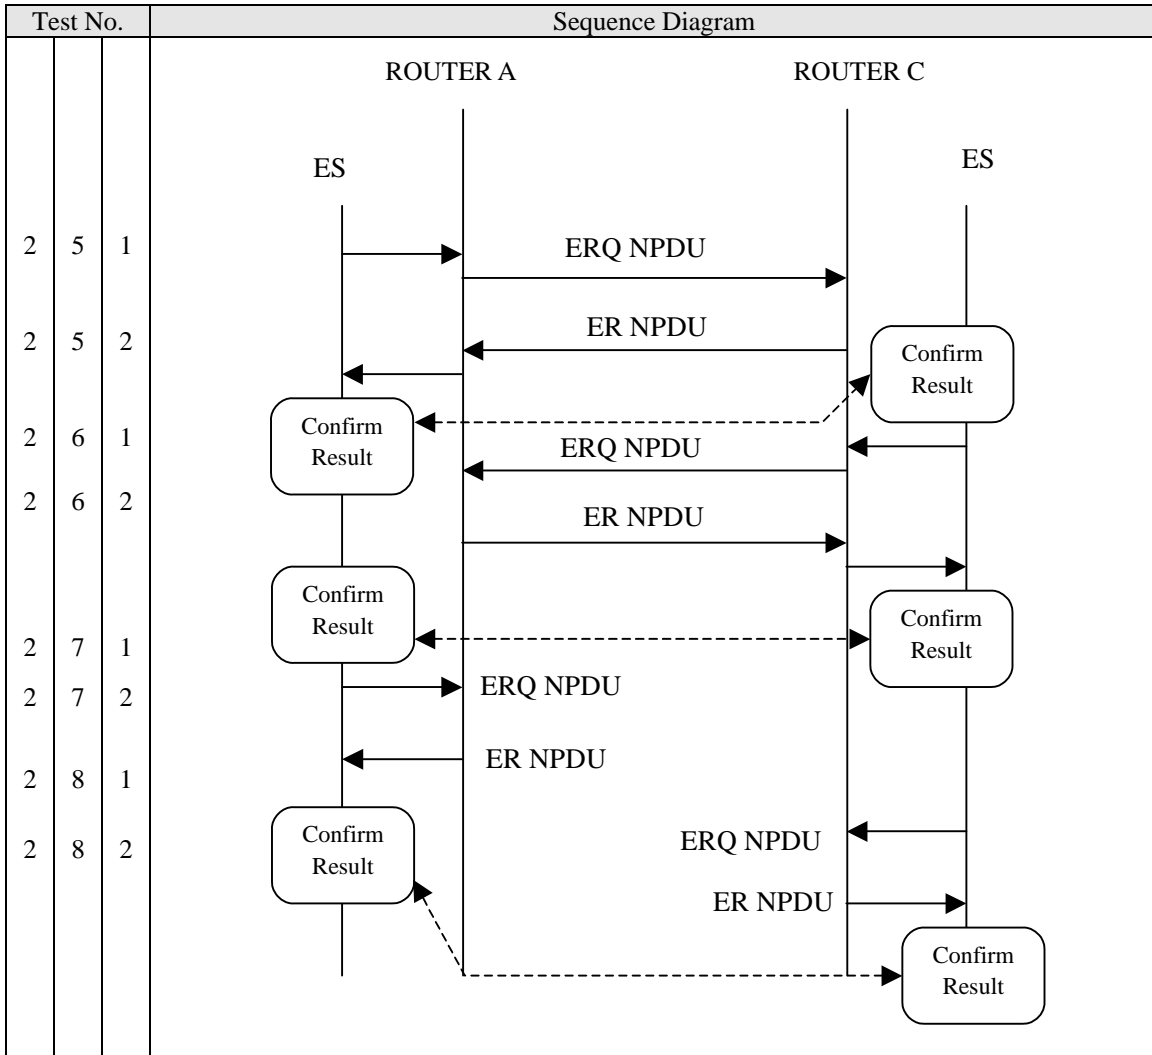 Test No. Sequence Diagram
ROUTER A ROUTER C
ES ES
2 5 1 ERQ NPDU
2 5 2 ER NPDU
Confirm
Result
Confirm
Result
2 6 1 ERQ NPDU
2 6 2 ER NPDU
Confirm
Result
Confirm
Result
2 7 1
2 7 2 ERQ NPDU
ER NPDU
2 8 1
Confirm
Result
2 8 2 ERQ NPDU
ER NPDU
Confirm
Result